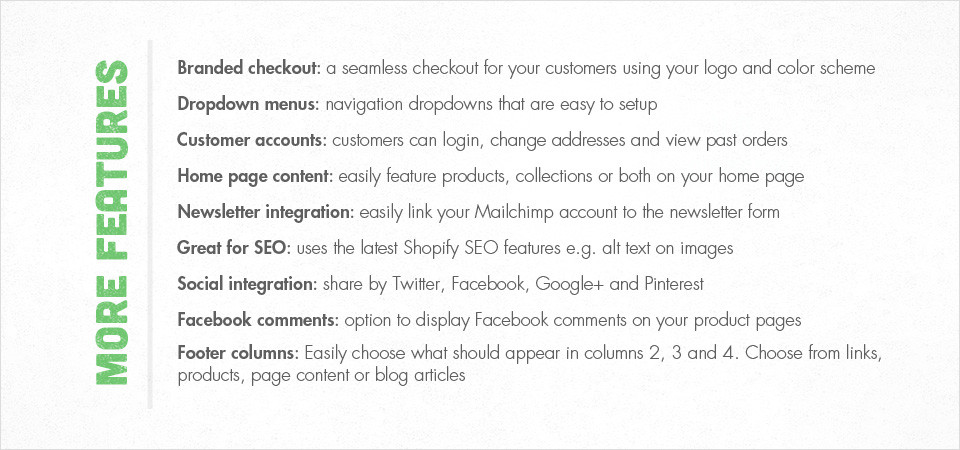 MORE FEATURES
Branded checkout: a seamless checkout for your customers using your logo and color scheme
Dropdown menus: navigation dropdowns that are easy to setup
Customer accounts: customers can login, change addresses and view past orders
Home page content: easily feature products, collections or both on your home page
Newsletter integration: easily link your Mailchimp account to the newsletter form
Great for SEO: uses the latest Shopify SEO features e.g. alt text on images
Social integration: share by Twitter, Facebook, Google+ and Pinterest
Facebook comments: option to display Facebook comments on your product pages
Footer columns: Easily choose what should appear in columns 2, 3 and 4. Choose from links,
products, page content or blog articles